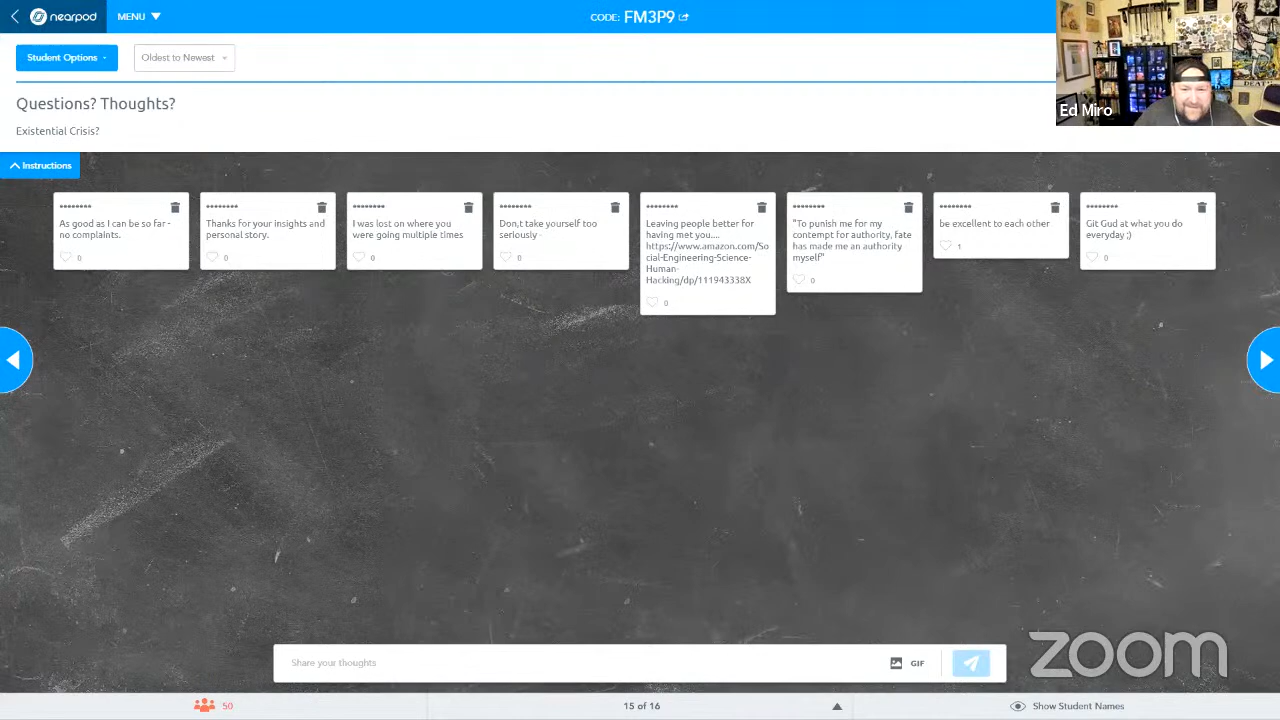 nearpod
MENU
CODE: FM3P9
Student Options
Oldest to Newest
Questions? Thoughts?
Existential Crisis?
Ed Miro
Instructions
********
As good as I can be so far -
no complaints.
0
********
Thanks for your insights and
personal story.
0
********
I was lost on where you
were going multiple times
0
********
Don,t take yourself too
seriously -
0
********
Leaving people better for
having met you....
https://www.amazon.com/So
cial-Engineering-Science-
Human-
Hacking/dp/111943338X
0
********
"To punish me for my
contempt for authority, fate
has made me an authority
myself"
0
********
be excellent to each other
1
********
Git Gud at what you do
everyday ;)
0
Share your thoughts
GIF
zoom
50
15 of 16
Show Student Names